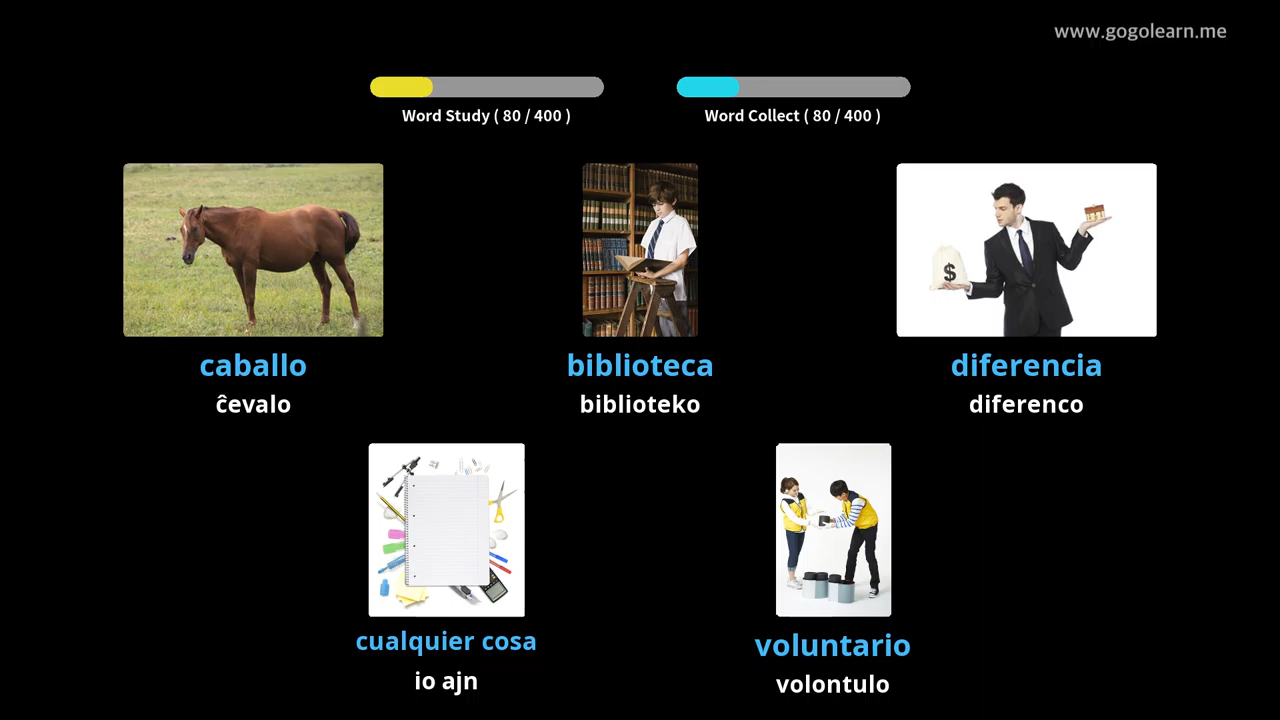 www.gogolearn.me
Word Study ( 80 / 400 )
Word Collect ( 80 / 400 )
caballo
ĉevalo
biblioteca
biblioteko
diferencia
diferenco
$
cualquier cosa
io ajn
voluntario
volontulo